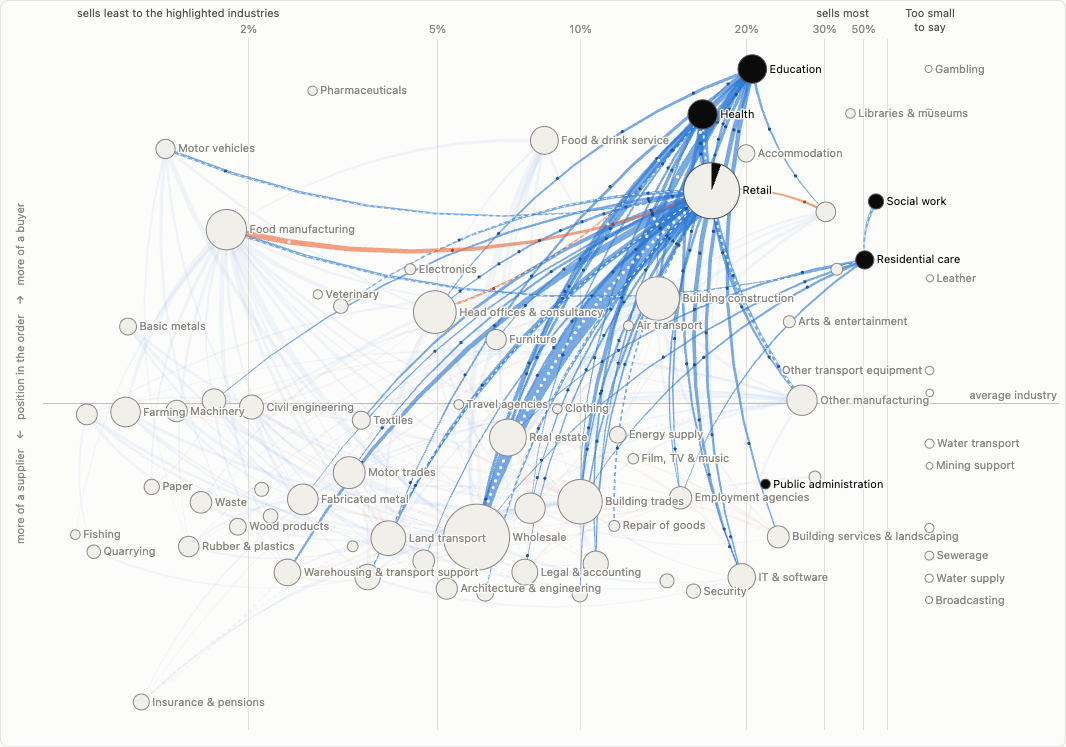 sells least to the highlighted industries
sells most
Too small
to say
2%
5%
10%
20%
30%
50%
more of a supplier ← position in the order → more of a buyer
Education
Gambling
Pharmaceuticals
Health
Libraries & museums
Food & drink service
Motor vehicles
Accommodation
Retail
Social work
Food manufacturing
Residential care
Electronics
Leather
Veterinary
Building construction
Head offices & consultancy
Arts & entertainment
Basic metals
Air transport
Furniture
Other transport equipment
average industry
Other manufacturing
Travel agencies
Clothing
Farming
Machinery
Civil engineering
Textiles
Real estate
Energy supply
Water transport
Film, TV & music
Mining support
Motor trades
Public administration
Paper
Waste
Fabricated metal
Building trades
Employment agencies
Wood products
Repair of goods
Fishing
Land transport
Wholesale
Building services & landscaping
Quarrying
Rubber & plastics
Sewerage
Warehousing & transport support
Legal & accounting
IT & software
Water supply
Architecture & engineering
Security
Broadcasting
Insurance & pensions